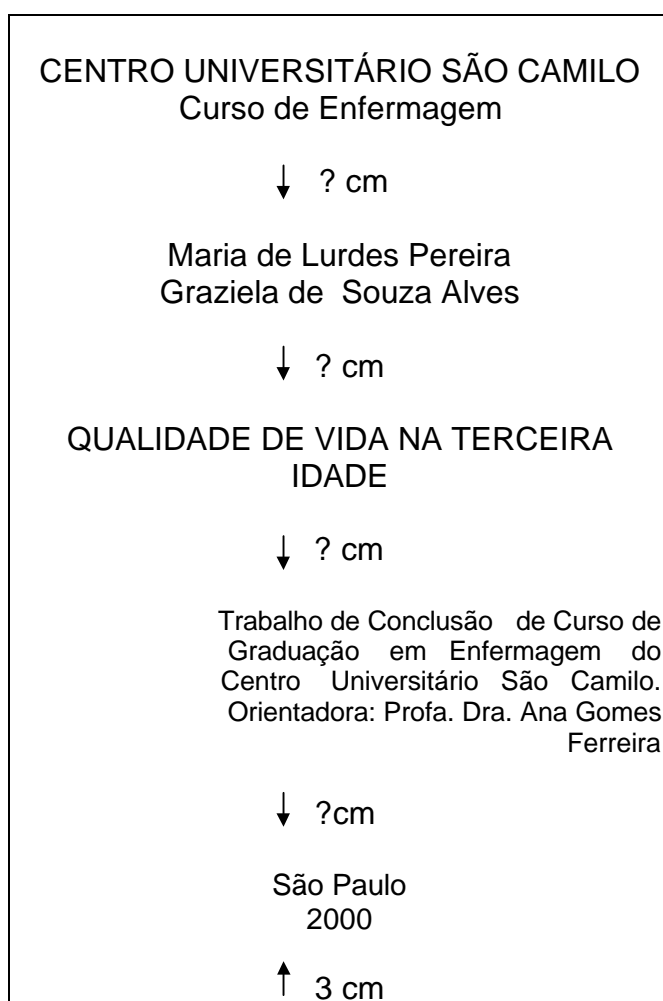 CENTRO UNIVERSITÁRIO SÃO CAMILO
Curso de Enfermagem
↓ ? cm
Maria de Lurdes Pereira
Graziela de Souza Alves
↓ ? cm
QUALIDADE DE VIDA NA TERCEIRA
IDADE
↓ ? cm
Trabalho de Conclusão de Curso de
Graduação em Enfermagem do
Centro Universitário São Camilo.
Orientadora: Profa. Dra. Ana Gomes
Ferreira
↓ ?cm
São Paulo
2000
↑ 3 cm